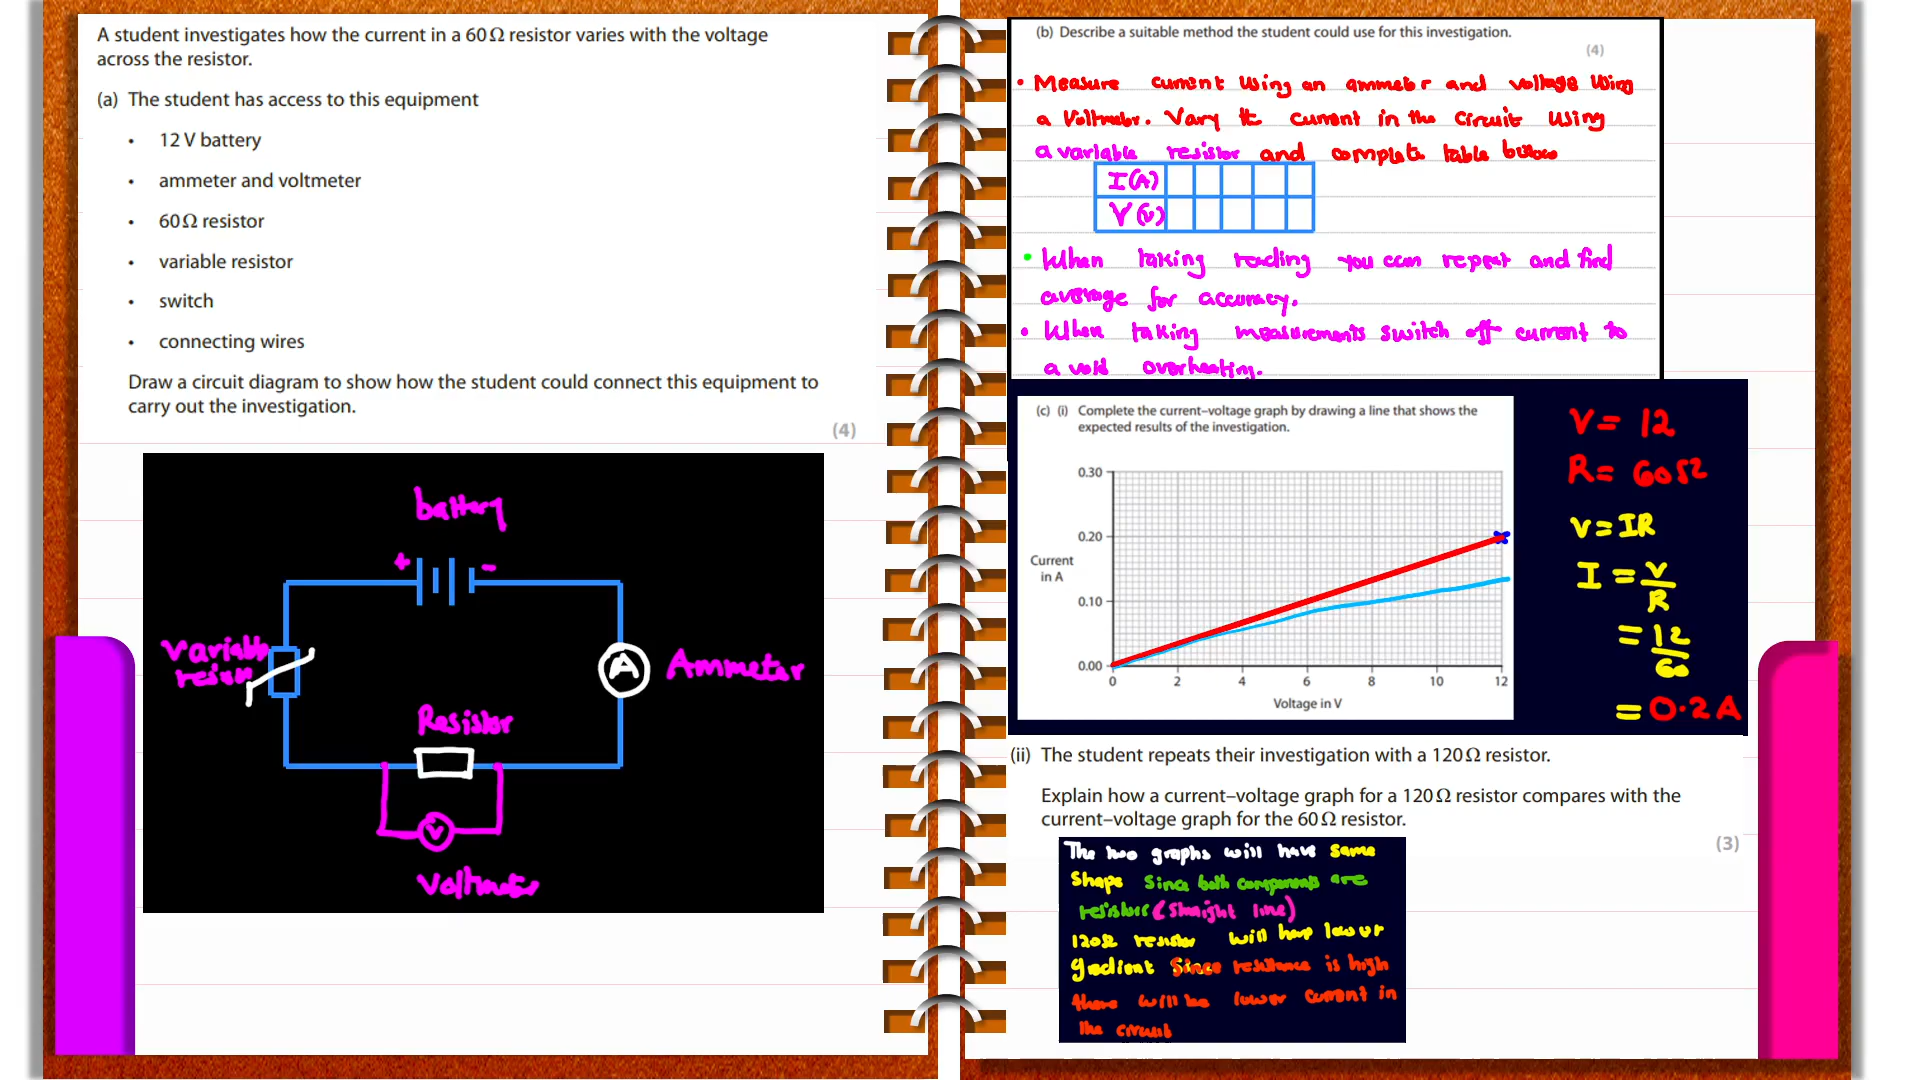 A student investigates how the current in a 60 Ω resistor varies with the voltage
across the resistor.
(a) The student has access to this equipment
• 12 V battery
• ammeter and voltmeter
• 60 Ω resistor
• variable resistor
• switch
• connecting wires
Draw a circuit diagram to show how the student could connect this equipment to
carry out the investigation.
(4)
battery
+ -
Variable
A Ammeter
Resistor
V
Voltmeter
(b) Describe a suitable method the student could use for this investigation.
(4)
• Measure current using an ammeter and voltage using
a Voltmeter. Vary the current in the circuit using
a variable resistor and complete table below
I(A)
V(v)
• When taking reading you can repeat and find
average for accuracy.
• When taking measurements switch off current to
avoid overheating.
(c) (i) Complete the current–voltage graph by drawing a line that shows the
expected results of the investigation.
0.30
0.20
Current
in A
0.10
0.00
0 2 4 6 8 10 12
Voltage in V
V = 12
R = 60Ω
V = IR
I = V/R
= 12/60
= 0.2 A
(ii) The student repeats their investigation with a 120 Ω resistor.
Explain how a current–voltage graph for a 120 Ω resistor compares with the
current–voltage graph for the 60 Ω resistor.
(3)
The two graphs will have same
Shape Since both components are
resistors (straight line)
120Ω resistor will have lower
gradient Since resistance is high
there will be lower current in
the circuit